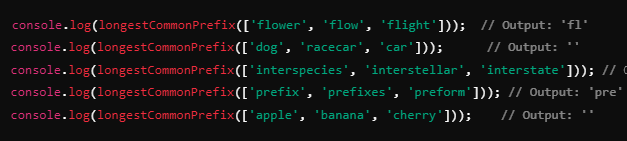 console.log(longestCommonPrefix(['flower', 'flow', 'flight']));  // Output: 'fl'
console.log(longestCommonPrefix(['dog', 'racecar', 'car']));      // Output: ''
console.log(longestCommonPrefix(['interspecies', 'interstellar', 'interstate'])); //
console.log(longestCommonPrefix(['prefix', 'prefixes', 'preform'])); // Output: 'pre'
console.log(longestCommonPrefix(['apple', 'banana', 'cherry']));    // Output: ''